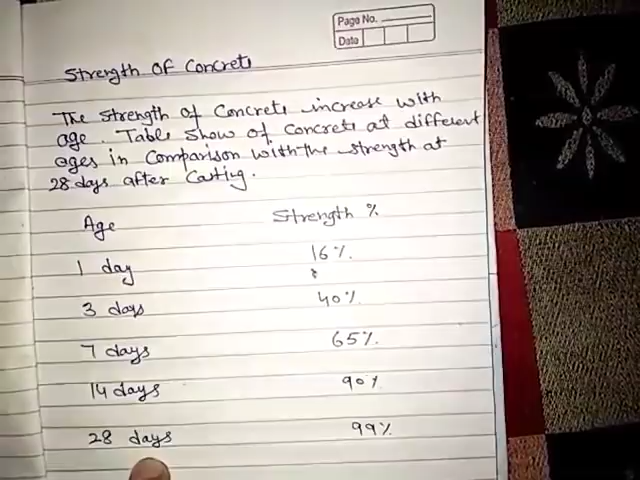 Page No.
Date
Strength Of Concrete
The Strength of Concrete increase with
age. Table Show of Concrete at different
ages in Comparison with the strength at
28 days after Casting.
Age Strength %
1 day 16%
3 days 40%
7 days 65%
14 days 90%
28 days 99%